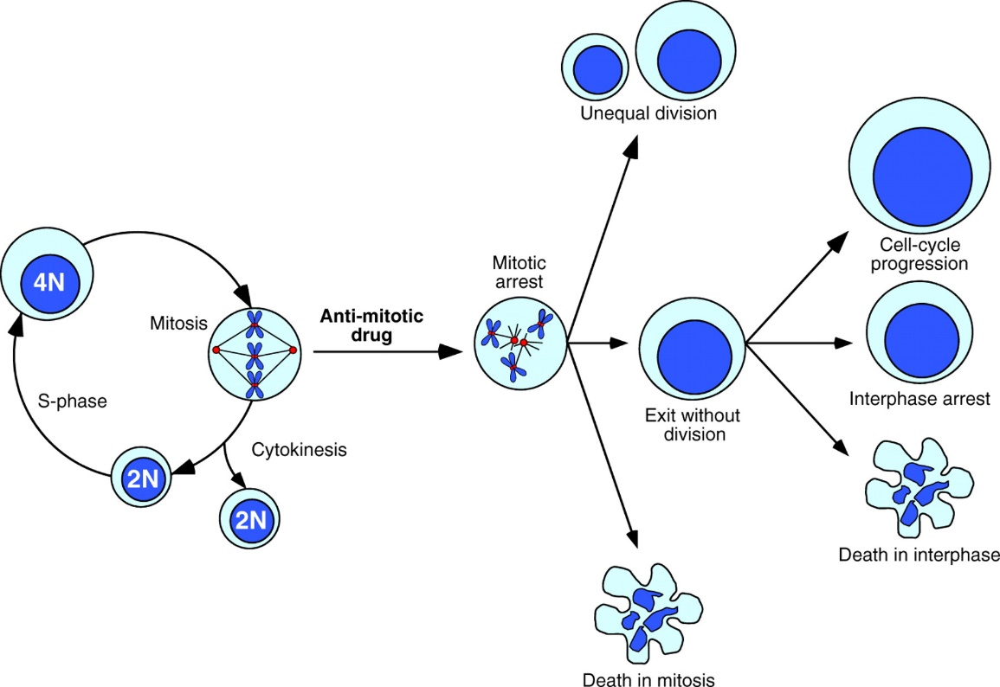 Unequal division
4N
Mitosis
S-phase
2N
Cytokinesis
2N
Anti-mitotic
drug
Mitotic
arrest
Exit without
division
Death in mitosis
Cell-cycle
progression
Interphase arrest
Death in interphase